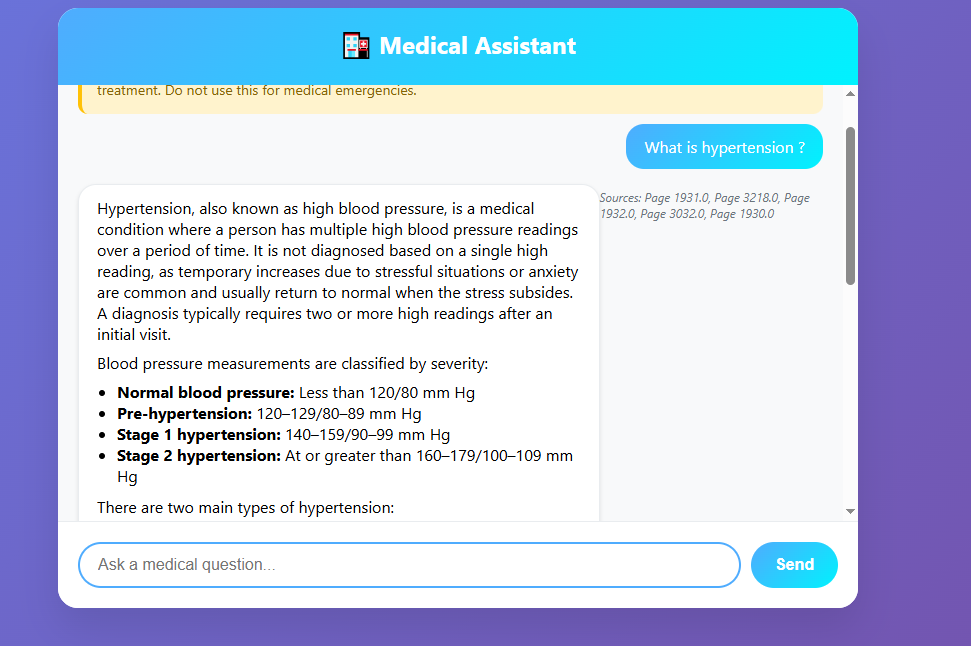 Medical Assistant
treatment. Do not use this for medical emergencies.
What is hypertension ?
Hypertension, also known as high blood pressure, is a medical
condition where a person has multiple high blood pressure readings
over a period of time. It is not diagnosed based on a single high
reading, as temporary increases due to stressful situations or anxiety
are common and usually return to normal when the stress subsides.
A diagnosis typically requires two or more high readings after an
initial visit.
Blood pressure measurements are classified by severity:
• Normal blood pressure: Less than 120/80 mm Hg
• Pre-hypertension: 120–129/80–89 mm Hg
• Stage 1 hypertension: 140–159/90–99 mm Hg
• Stage 2 hypertension: At or greater than 160–179/100–109 mm
Hg
There are two main types of hypertension:
Sources: Page 1931.0, Page 3218.0, Page
1932.0, Page 3032.0, Page 1930.0
Ask a medical question...
Send